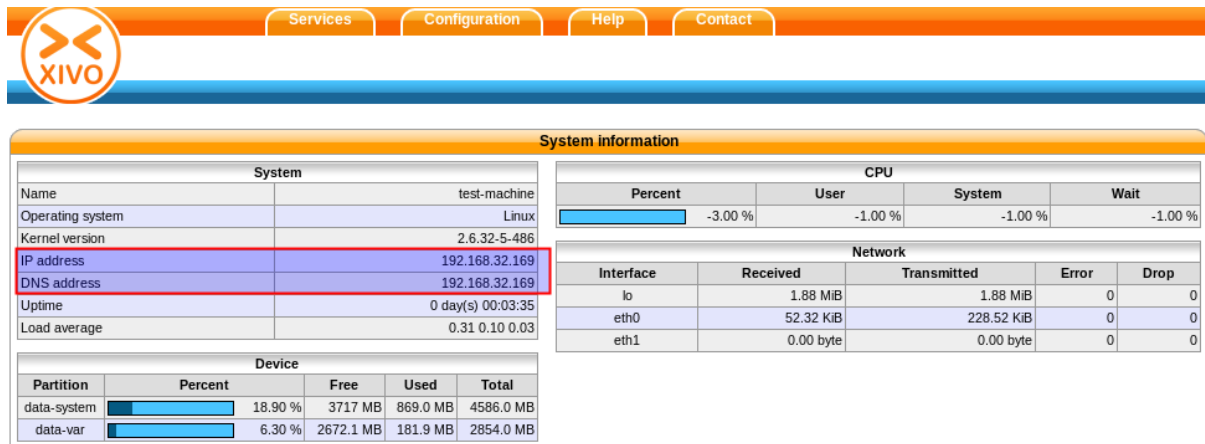 Services Configuration Help Contact
XIVO
System information
System
Name test-machine
Operating system Linux
Kernel version 2.6.32-5-486
IP address 192.168.32.169
DNS address 192.168.32.169
Uptime 0 day(s) 00:03:35
Load average 0.31 0.10 0.03
Device
Partition Percent Free Used Total
data-system 18.90 % 3717 MB 869.0 MB 4586.0 MB
data-var 6.30 % 2672.1 MB 181.9 MB 2854.0 MB
CPU
Percent User System Wait
-3.00 % -1.00 % -1.00 % -1.00 %
Network
Interface Received Transmitted Error Drop
lo 1.88 MiB 1.88 MiB 0 0
eth0 52.32 KiB 228.52 KiB 0 0
eth1 0.00 byte 0.00 byte 0 0